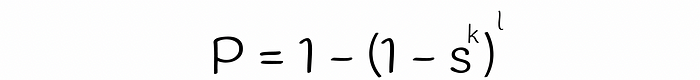 P = 1 - (1 - s^k)^l